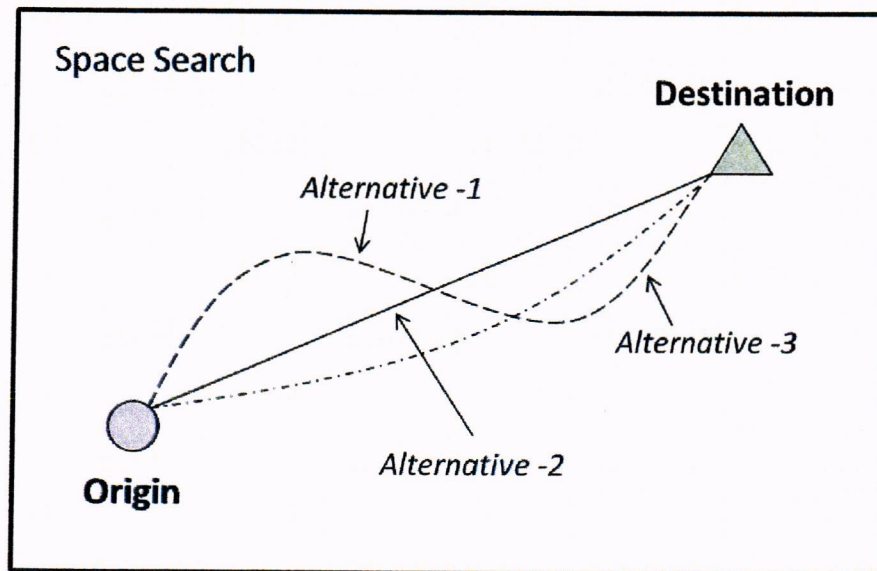 Space Search
Destination
Alternative -1
Alternative -3
Alternative -2
Origin